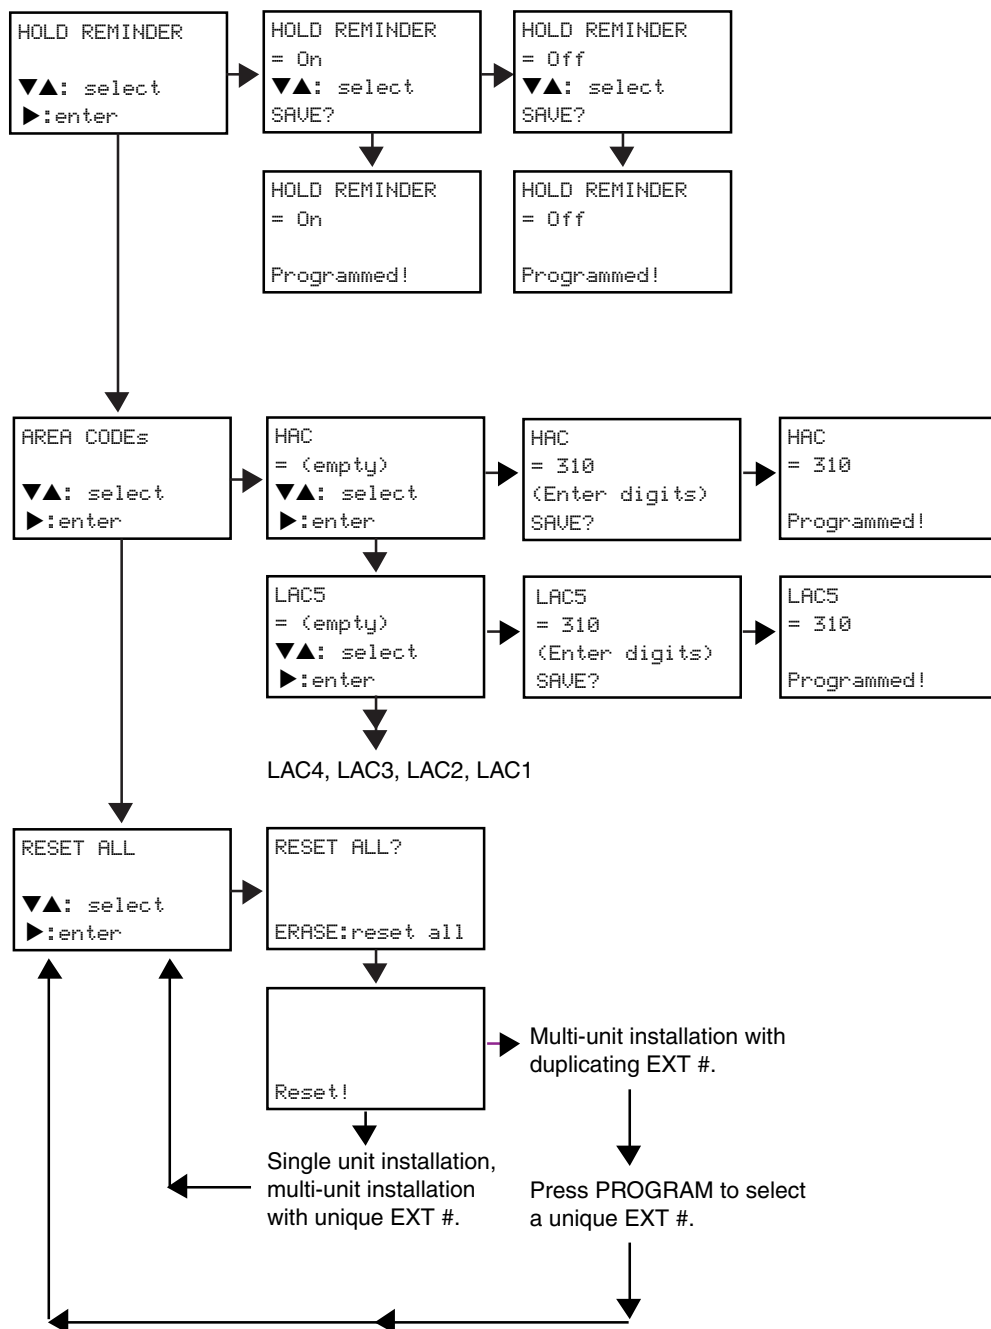 HOLD REMINDER
▼▲: select
►:enter
HOLD REMINDER
= On
▼▲: select
SAVE?
HOLD REMINDER
= Off
▼▲: select
SAVE?
HOLD REMINDER
= On
Programmed!
HOLD REMINDER
= Off
Programmed!
AREA CODEs
▼▲: select
►:enter
HAC
= (empty)
▼▲: select
►:enter
HAC
= 310
(Enter digits)
SAVE?
HAC
= 310
Programmed!
LAC5
= (empty)
▼▲: select
►:enter
LAC5
= 310
(Enter digits)
SAVE?
LAC5
= 310
Programmed!
LAC4, LAC3, LAC2, LAC1
RESET ALL
▼▲: select
►:enter
RESET ALL?
ERASE:reset all
Reset!
Multi-unit installation with
duplicating EXT #.
Single unit installation,
multi-unit installation
with unique EXT #.
Press PROGRAM to select
a unique EXT #.